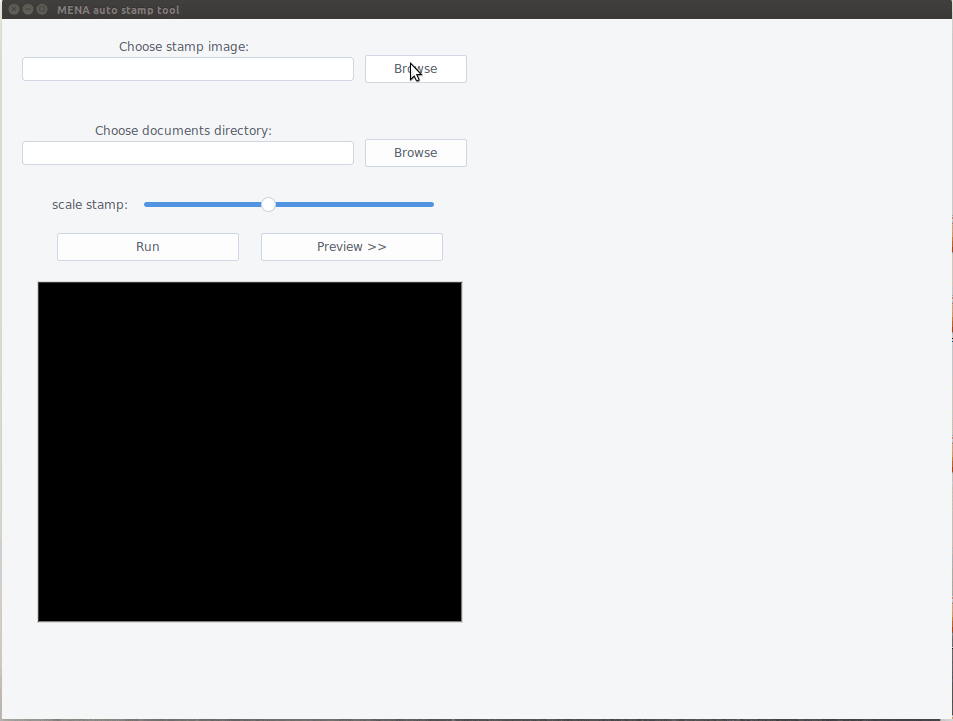 MENA auto stamp tool
Choose stamp image:
Browse
Choose documents directory:
Browse
scale stamp:
Run
Preview >>